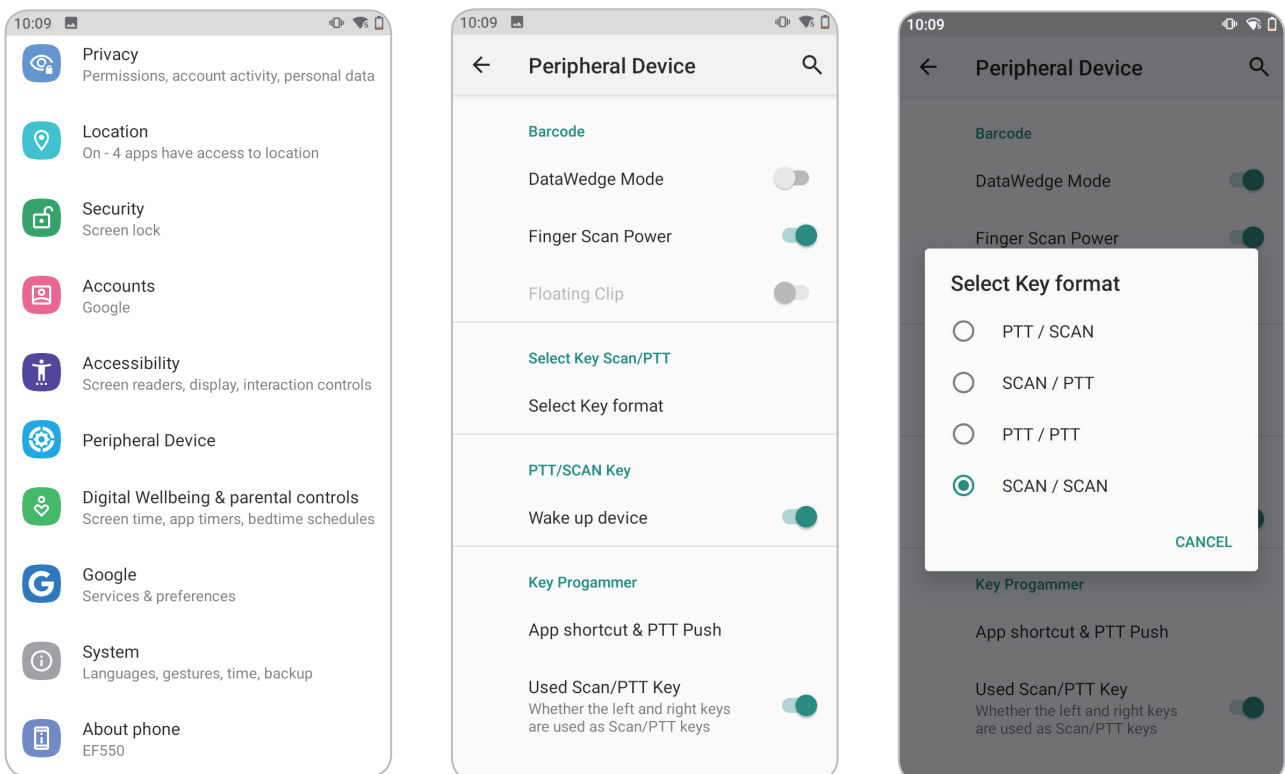 10:09
Privacy
Permissions, account activity, personal data
Location
On - 4 apps have access to location
Security
Screen lock
Accounts
Google
Accessibility
Screen readers, display, interaction controls
Peripheral Device
Digital Wellbeing & parental controls
Screen time, app timers, bedtime schedules
Google
Services & preferences
System
Languages, gestures, time, backup
About phone
EF550
10:09
Peripheral Device
Barcode
DataWedge Mode
Finger Scan Power
Floating Clip
Select Key Scan/PTT
Select Key format
PTT/SCAN Key
Wake up device
Key Progammer
App shortcut & PTT Push
Used Scan/PTT Key
Whether the left and right keys
are used as Scan/PTT keys
10:09
Peripheral Device
Barcode
DataWedge Mode
Finger Scan Power
Select Key format
PTT / SCAN
SCAN / PTT
PTT / PTT
SCAN / SCAN
CANCEL
Key Progammer
App shortcut & PTT Push
Used Scan/PTT Key
Whether the left and right keys
are used as Scan/PTT keys